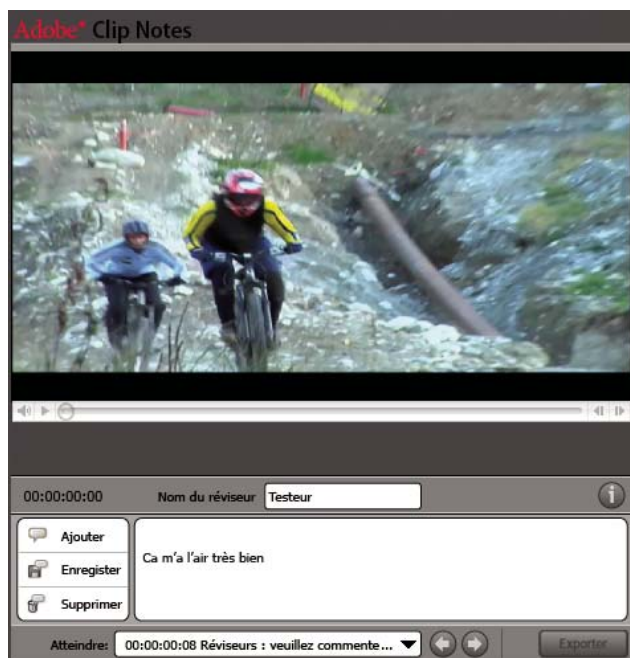 Adobe® Clip Notes
00:00:00:00 Nom du réviseur Testeur
Ajouter
Ca m'a l'air très bien
Enregister
Supprimer
Atteindre: 00:00:00:08 Réviseurs : veuillez commente... Exporter